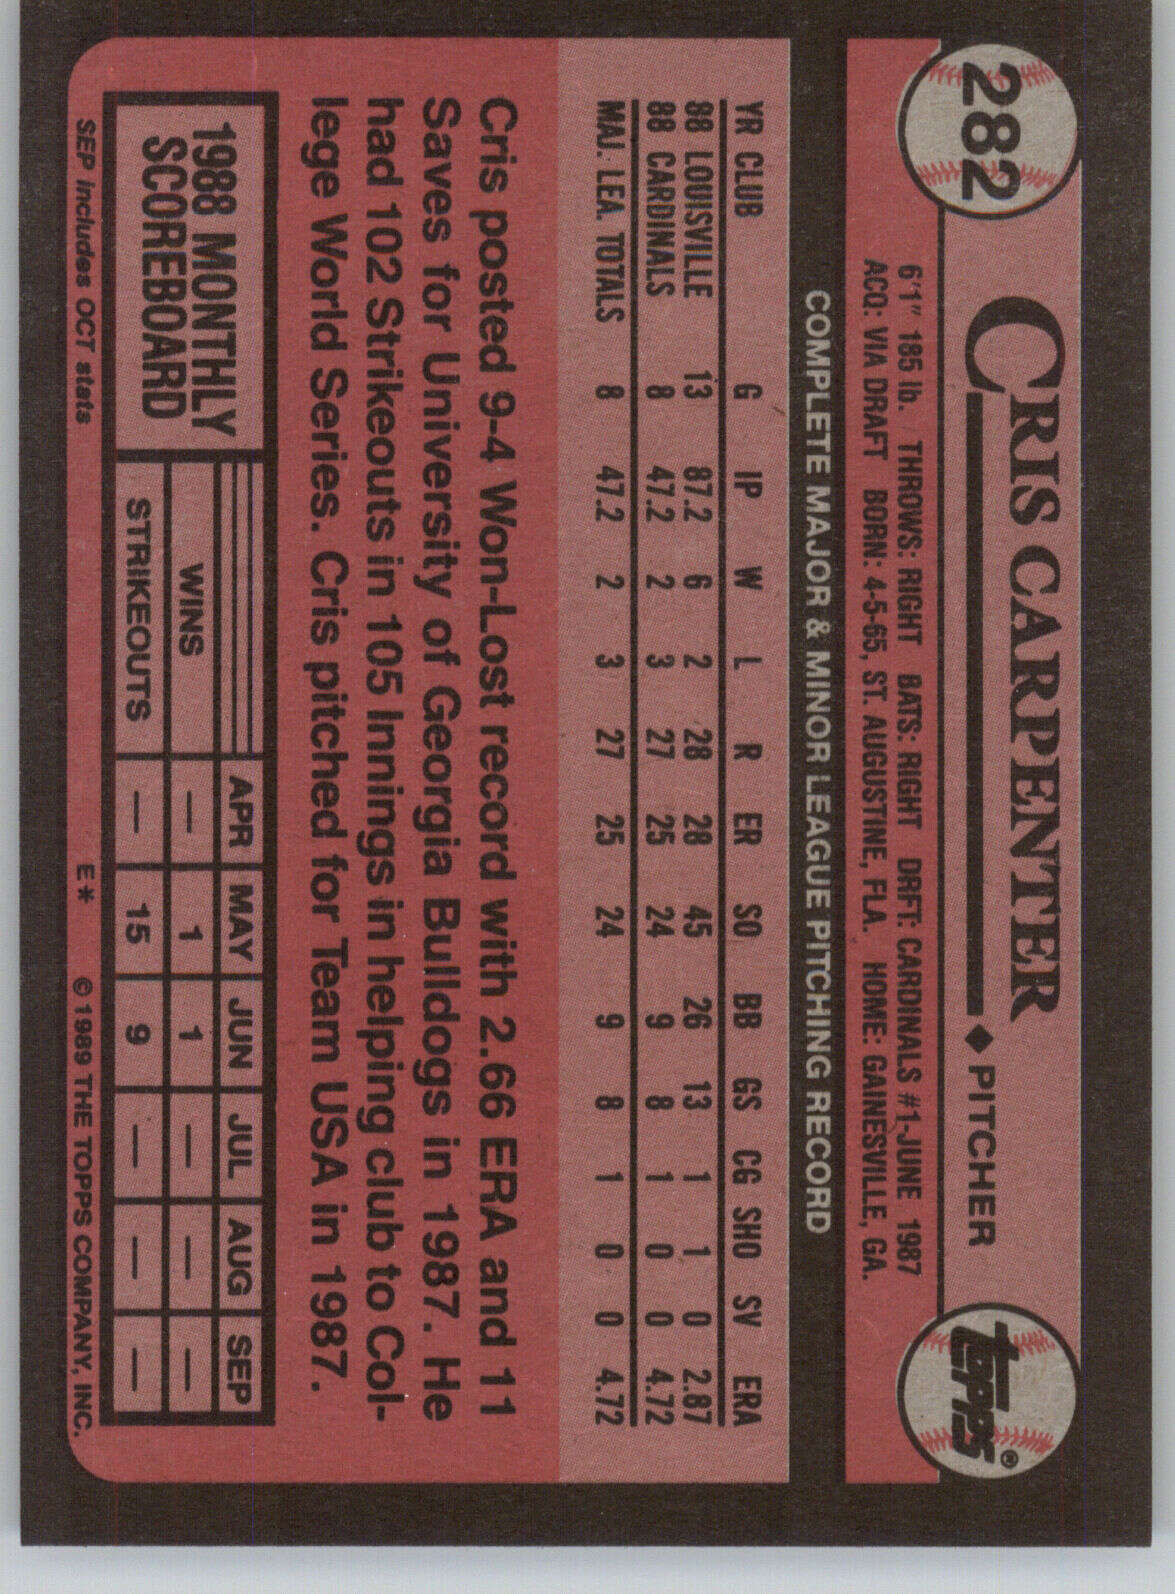 282
CRIS CARPENTER ◆ PITCHER
TOPPS®
6'1" 185 lb. THROWS: RIGHT BATS: RIGHT DRFT: CARDINALS #1-JUNE 1987
ACQ: VIA DRAFT BORN: 4-5-65, ST. AUGUSTINE, FLA. HOME: GAINESVILLE, GA.
COMPLETE MAJOR & MINOR LEAGUE PITCHING RECORD
YR CLUB G IP W L R ER SO BB GS CG SHO SV ERA
88 LOUISVILLE 13 87.2 6 2 28 28 45 26 13 1 1 0 2.87
88 CARDINALS 8 47.2 2 3 27 25 24 9 8 1 0 0 4.72
MAJ. LEA. TOTALS 8 47.2 2 3 27 25 24 9 8 1 0 0 4.72
Cris posted 9-4 Won-Lost record with 2.66 ERA and 11
Saves for University of Georgia Bulldogs in 1987. He
had 102 Strikeouts in 105 Innings in helping club to Col-
lege World Series. Cris pitched for Team USA in 1987.
1988 MONTHLY
SCOREBOARD
APR MAY JUN JUL AUG SEP
WINS — 1 1 — — —
STRIKEOUTS — 15 9 — — —
SEP includes OCT stats E* © 1989 THE TOPPS COMPANY, INC.